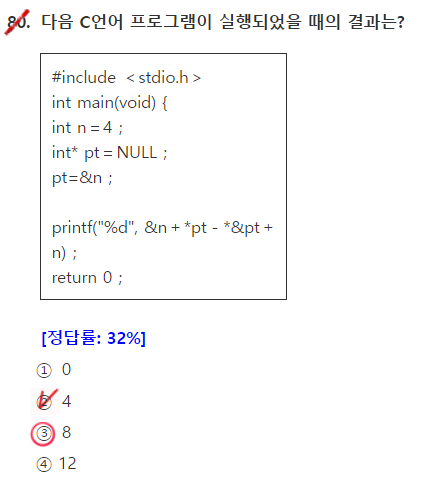 80. 다음 C언어 프로그램이 실행되었을 때의 결과는?
#include <stdio.h>
int main(void) {
int n = 4 ;
int* pt = NULL ;
pt=&n ;
printf("%d", &n + *pt - *&pt +
n) ;
return 0 ;
[정답률: 32%]
① 0
② 4
③ 8
④ 12